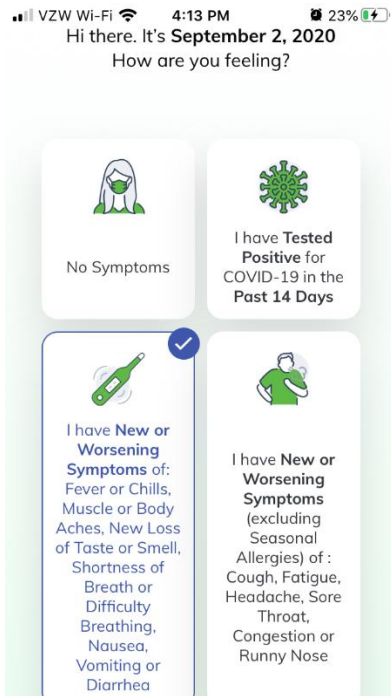 VZW Wi-Fi 4:13 PM 23%
Hi there. It's September 2, 2020
How are you feeling?
No Symptoms
I have Tested
Positive for
COVID-19 in the
Past 14 Days
I have New or
Worsening
Symptoms of:
Fever or Chills,
Muscle or Body
Aches, New Loss
of Taste or Smell,
Shortness of
Breath or
Difficulty
Breathing,
Nausea,
Vomiting or
Diarrhea
I have New or
Worsening
Symptoms
(excluding
Seasonal
Allergies) of :
Cough, Fatigue,
Headache, Sore
Throat,
Congestion or
Runny Nose